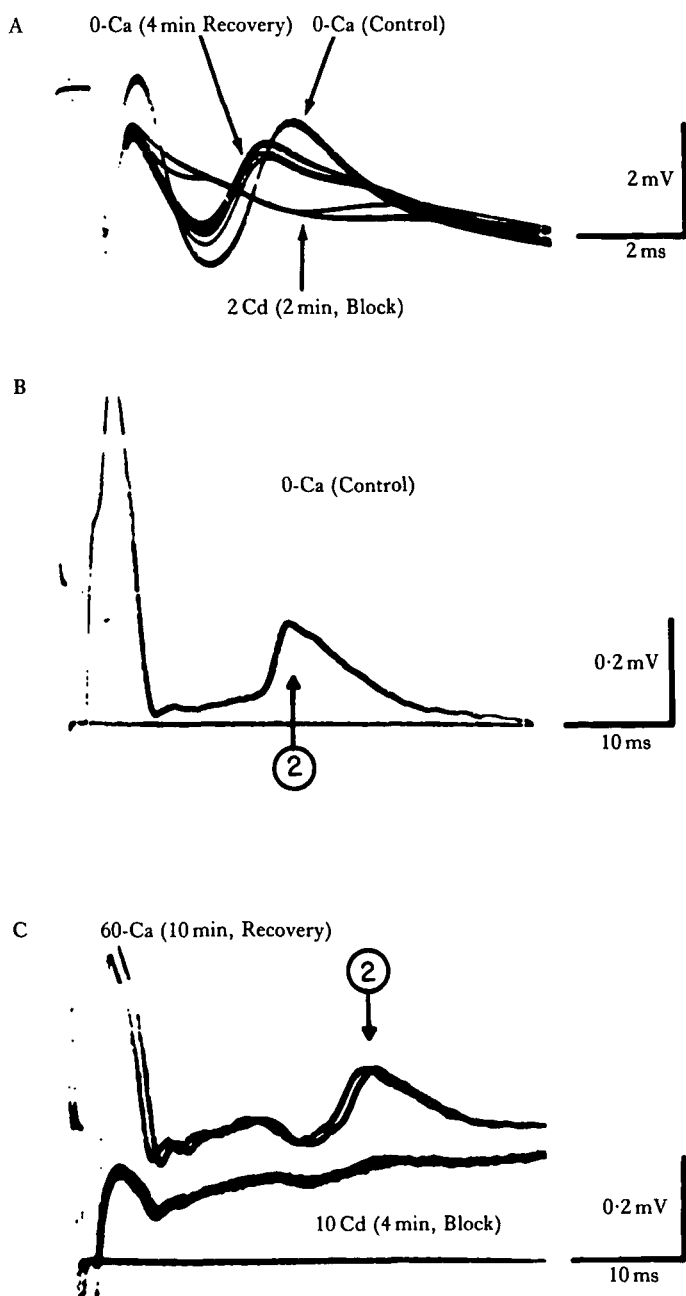 A
0-Ca (4 min Recovery) 0-Ca (Control)
2 mV
2 ms
2 Cd (2 min, Block)
B
0-Ca (Control)
0·2 mV
10 ms
2
C
60-Ca (10 min, Recovery)
2
10 Cd (4 min, Block)
0·2 mV
10 ms